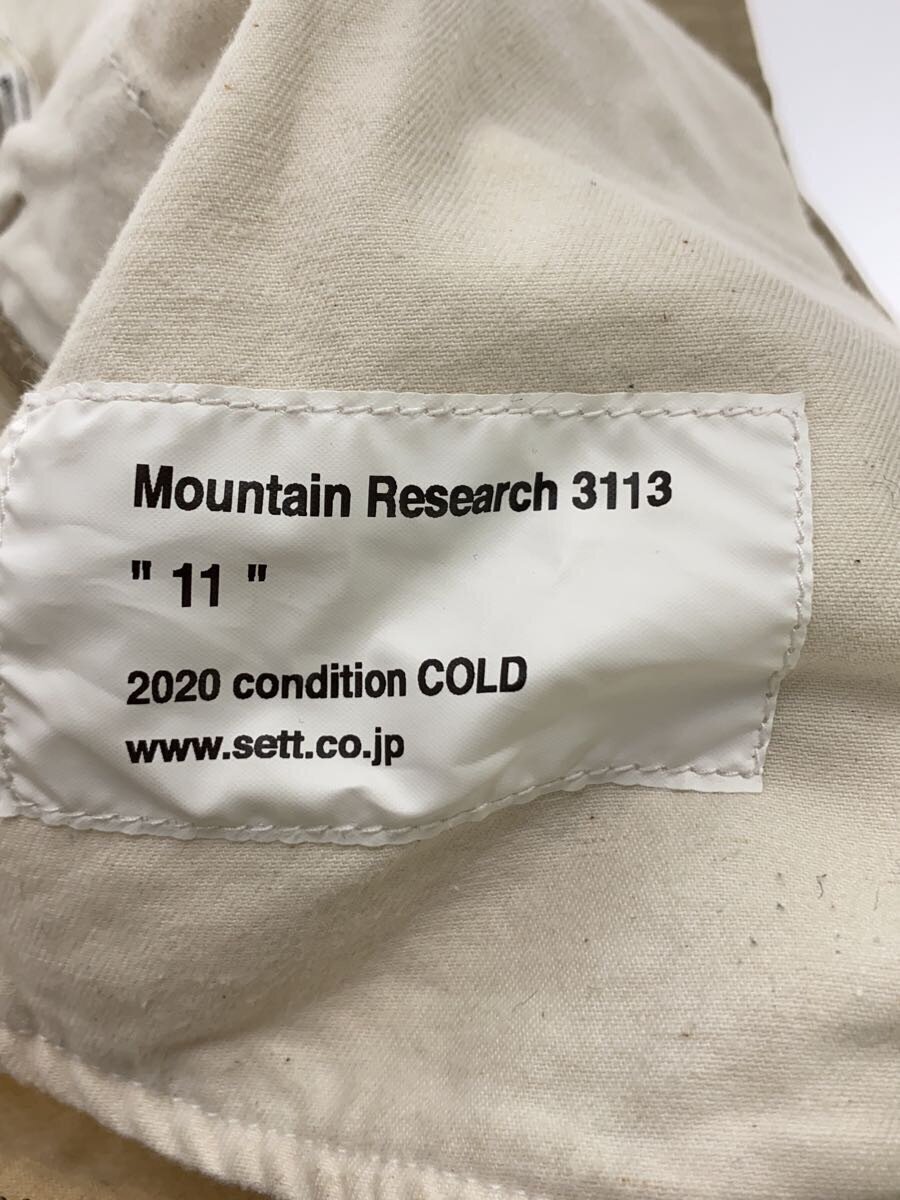 Mountain Research 3113
" 11 "
2020 condition COLD
www.sett.co.jp